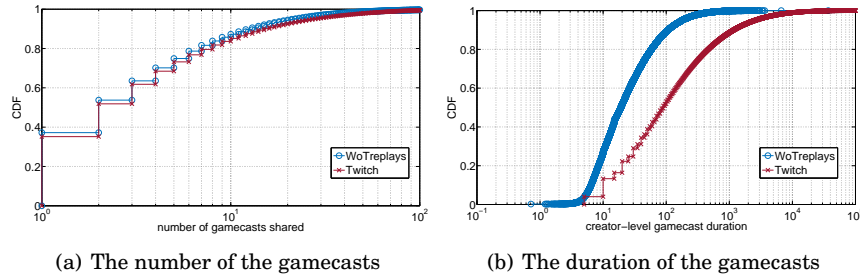 1
0.8
0.6
0.4
0.2
0
CDF
WoTreplays
Twitch
10^0
10^1
10^2
number of gamecasts shared
(a) The number of the gamecasts
1
0.8
0.6
0.4
0.2
0
CDF
WoTreplays
Twitch
10^-1
10^0
10^1
10^2
10^3
10^4
10
creator-level gamecast duration
(b) The duration of the gamecasts